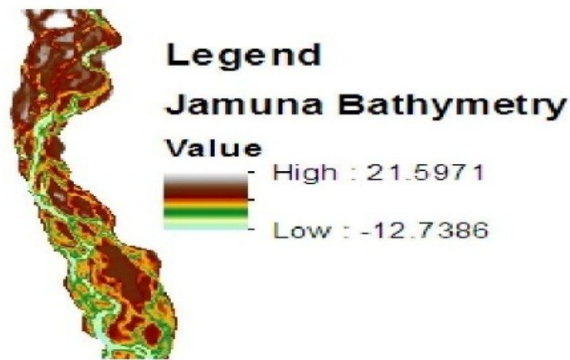 Legend
Jamuna Bathymetry
Value
High : 21.5971
Low : -12.7386